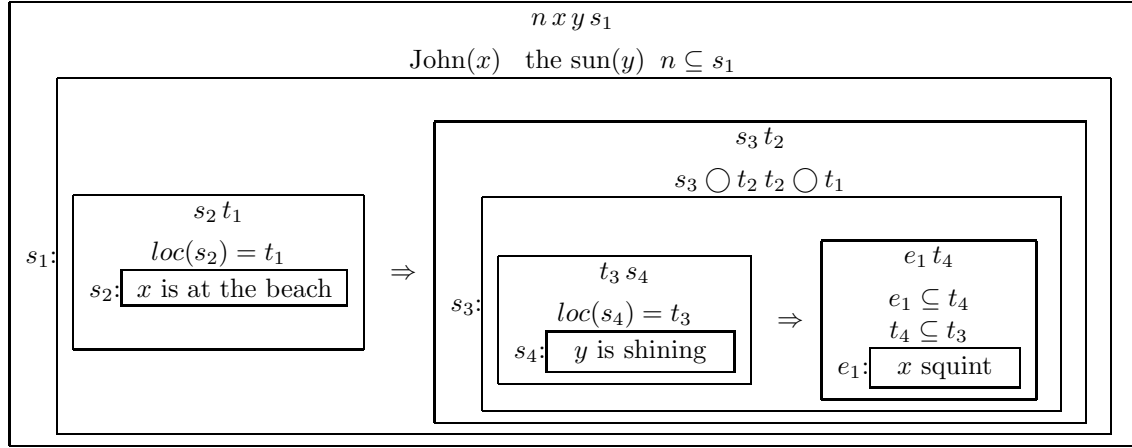 n x y s₁
John(x) the sun(y) n ⊆ s₁
s₁:
s₂ t₁
loc(s₂) = t₁
s₂: x is at the beach
⇒
s₃ t₂
s₃ ◯ t₂ t₂ ◯ t₁
s₃:
t₃ s₄
loc(s₄) = t₃
s₄: y is shining
⇒
e₁ t₄
e₁ ⊆ t₄
t₄ ⊆ t₃
e₁: x squint